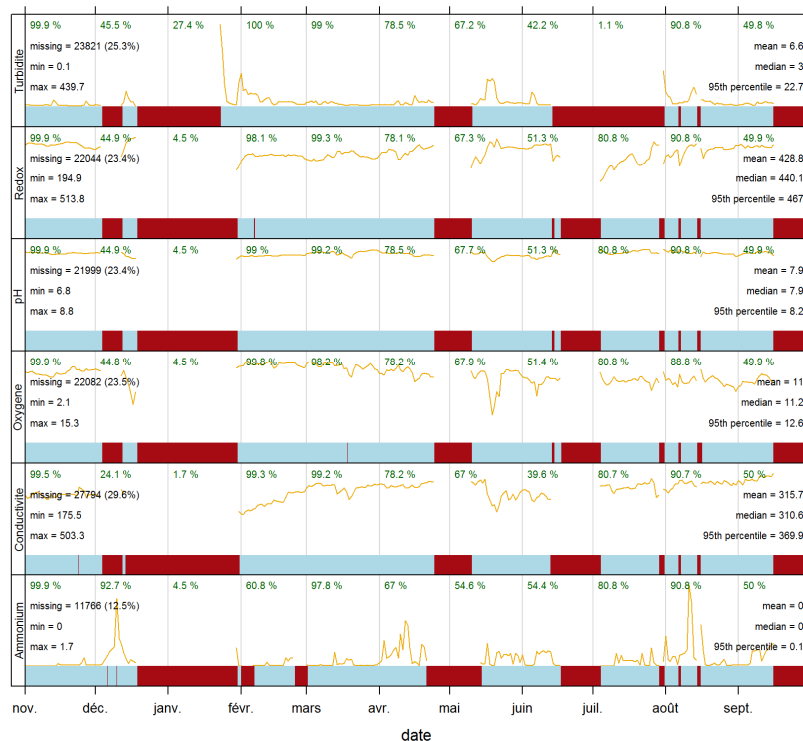 99.9 % 45.5 % 27.4 % 100 % 99 % 78.5 % 67.2 % 42.2 % 1.1 % 90.8 % 49.8 %
missing = 23821 (25.3%) mean = 6.6
min = 0.1 median = 3
max = 439.7 95th percentile = 22.7
Turbidite
99.9 % 44.9 % 4.5 % 98.1 % 99.3 % 78.1 % 67.3 % 51.3 % 80.8 % 90.8 % 49.9 %
missing = 22044 (23.4%) mean = 428.8
min = 194.9 median = 440.1
max = 513.8 95th percentile = 467
Redox
99.9 % 44.9 % 4.5 % 99 % 99.2 % 78.5 % 67.7 % 51.3 % 80.8 % 90.8 % 49.9 %
missing = 21999 (23.4%) mean = 7.9
min = 6.8 median = 7.9
max = 8.8 95th percentile = 8.2
pH
99.9 % 44.8 % 4.5 % 99.8 % 98.2 % 78.2 % 67.9 % 51.4 % 80.8 % 88.8 % 49.9 %
missing = 22082 (23.5%) mean = 11
min = 2.1 median = 11.2
max = 15.3 95th percentile = 12.6
Oxygene
99.5 % 24.1 % 1.7 % 99.3 % 99.2 % 78.2 % 67 % 39.6 % 80.7 % 90.7 % 50 %
missing = 27794 (29.6%) mean = 315.7
min = 175.5 median = 310.6
max = 503.3 95th percentile = 369.9
Conductivite
99.9 % 92.7 % 4.5 % 60.8 % 97.8 % 67 % 54.6 % 54.4 % 80.8 % 90.8 % 50 %
missing = 11766 (12.5%) mean = 0
min = 0 median = 0
max = 1.7 95th percentile = 0.1
Ammonium
nov. déc. janv. févr. mars avr. mai juin juil. août sept.
date